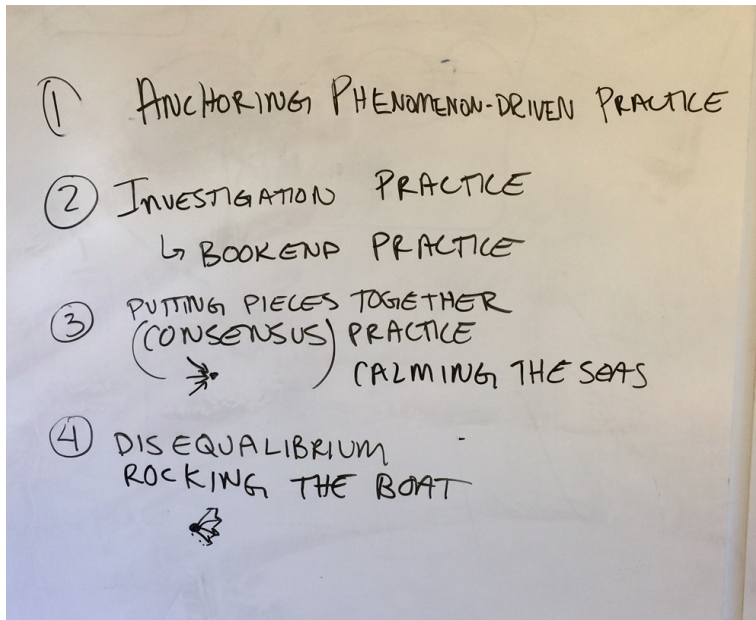 1 ANCHORING PHENOMENON-DRIVEN PRACTICE
2 INVESTIGATION PRACTICE
↳ BOOKEND PRACTICE
3 PUTTING PIECES TOGETHER
(CONSENSUS) PRACTICE
CALMING THE SEAS
4 DISEQUALIBRIUM
ROCKING THE BOAT